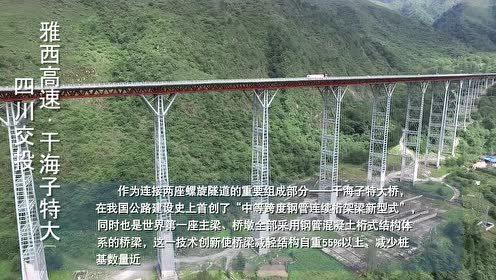 雅西高速·干海子特大
四川交投
作为连接两座螺旋隧道的重要组成部分——干海子特大桥，
在我国公路建设史上首创了“中等跨度钢管连续桁架梁新型式”，
同时也是世界第一座主梁、桥墩全部采用钢管混凝土桁式结构体
系的桥梁，这一技术创新使桥梁减轻结构自重55%以上、减少桩
基数量近